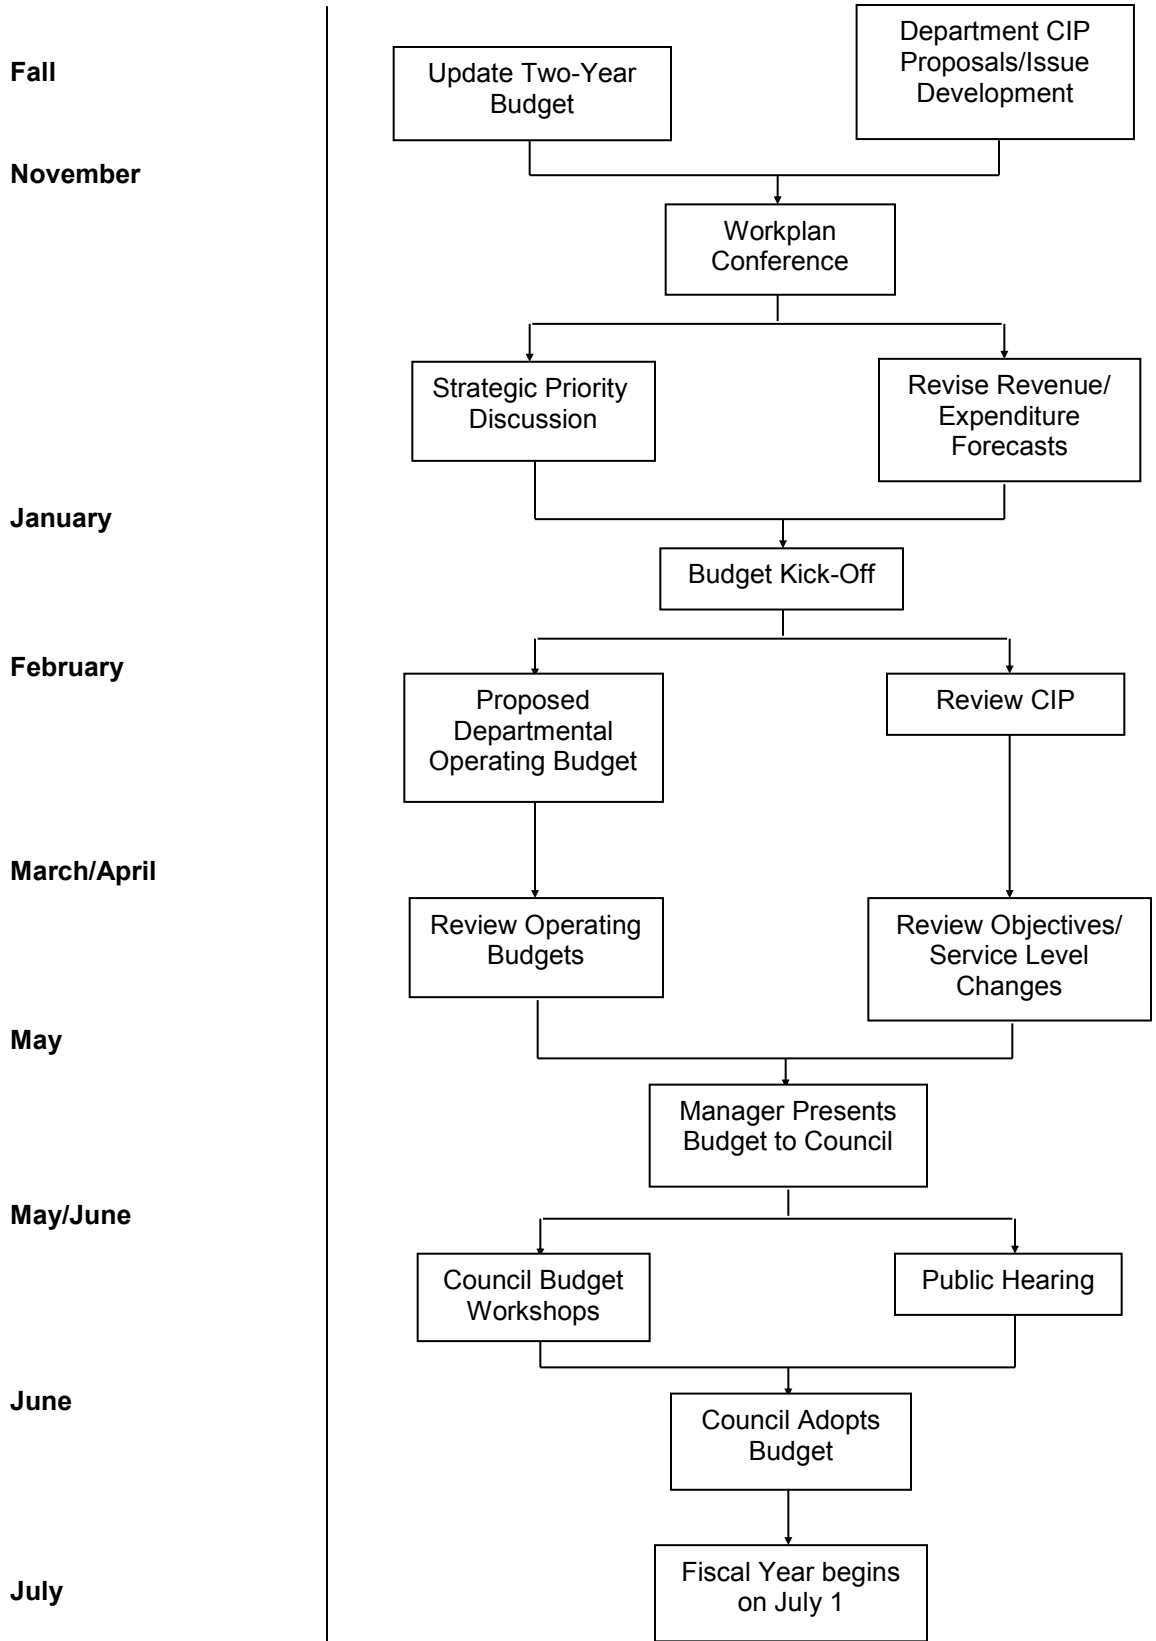 Fall
Update Two-Year
Budget
Department CIP
Proposals/Issue
Development
November
Workplan
Conference
Strategic Priority
Discussion
Revise Revenue/
Expenditure
Forecasts
January
Budget Kick-Off
February
Proposed
Departmental
Operating Budget
Review CIP
March/April
Review Operating
Budgets
Review Objectives/
Service Level
Changes
May
Manager Presents
Budget to Council
May/June
Council Budget
Workshops
Public Hearing
June
Council Adopts
Budget
July
Fiscal Year begins
on July 1